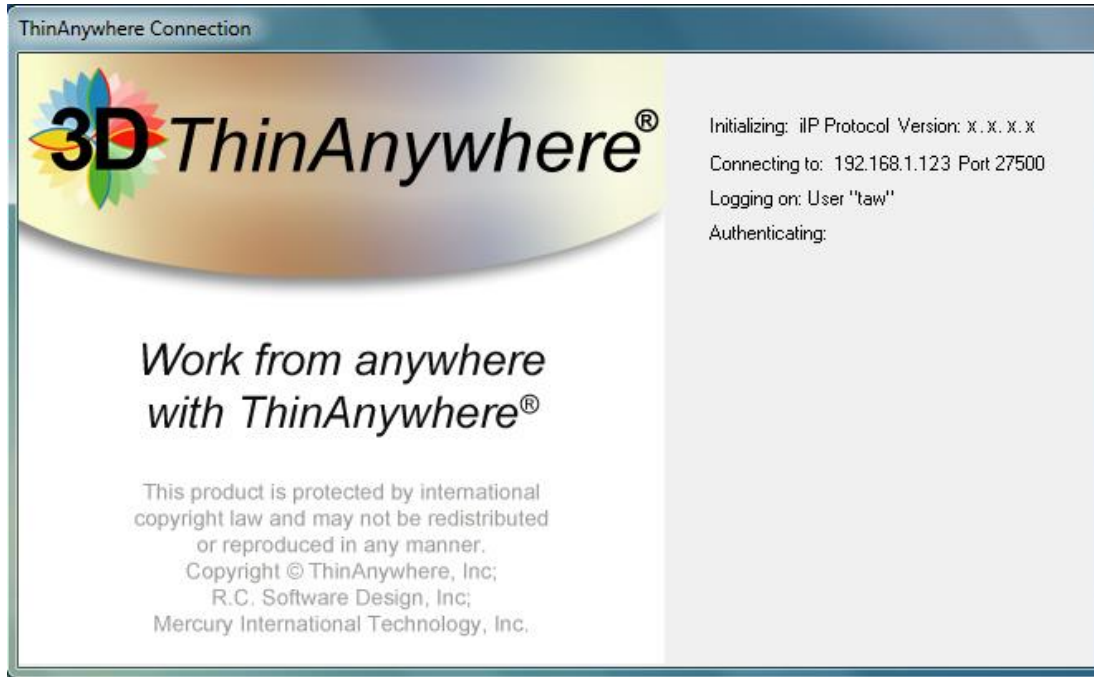 ThinAnywhere Connection
3D ThinAnywhere®
Work from anywhere
with ThinAnywhere®
This product is protected by international
copyright law and may not be redistributed
or reproduced in any manner.
Copyright © ThinAnywhere, Inc;
R.C. Software Design, Inc;
Mercury International Technology, Inc.
Initializing: iIP Protocol Version: x. x. x. x
Connecting to: 192.168.1.123 Port 27500
Logging on: User "taw"
Authenticating: